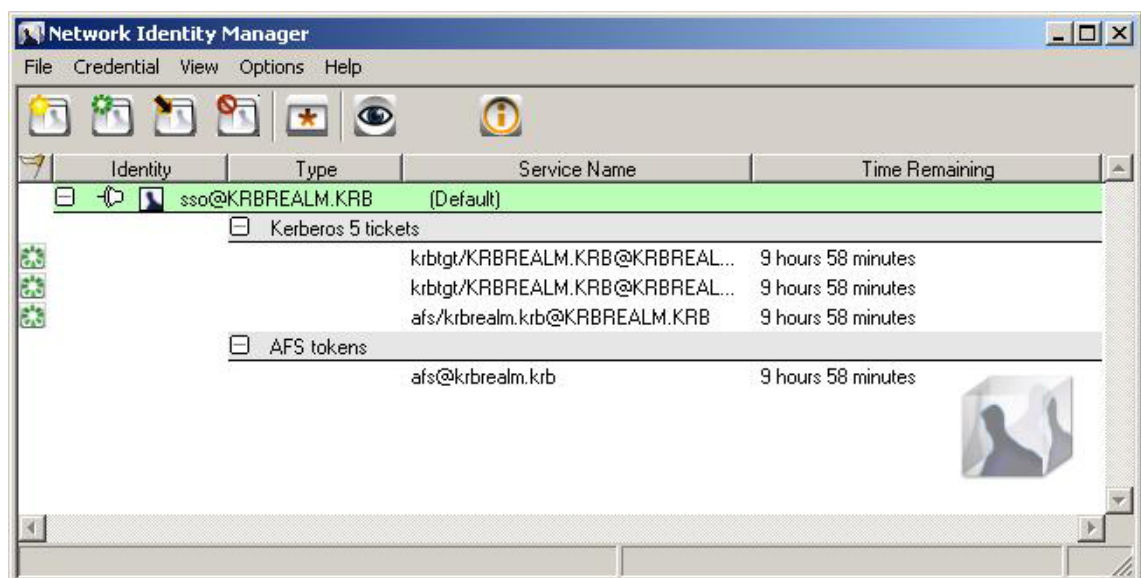 Network Identity Manager
File Credential View Options Help
Identity Type Service Name Time Remaining
sso@KRBREALM.KRB (Default)
Kerberos 5 tickets
krbtgt/KRBREALM.KRB@KRBREAL... 9 hours 58 minutes
krbtgt/KRBREALM.KRB@KRBREAL... 9 hours 58 minutes
afs/krbrealm.krb@KRBREALM.KRB 9 hours 58 minutes
AFS tokens
afs@krbrealm.krb 9 hours 58 minutes